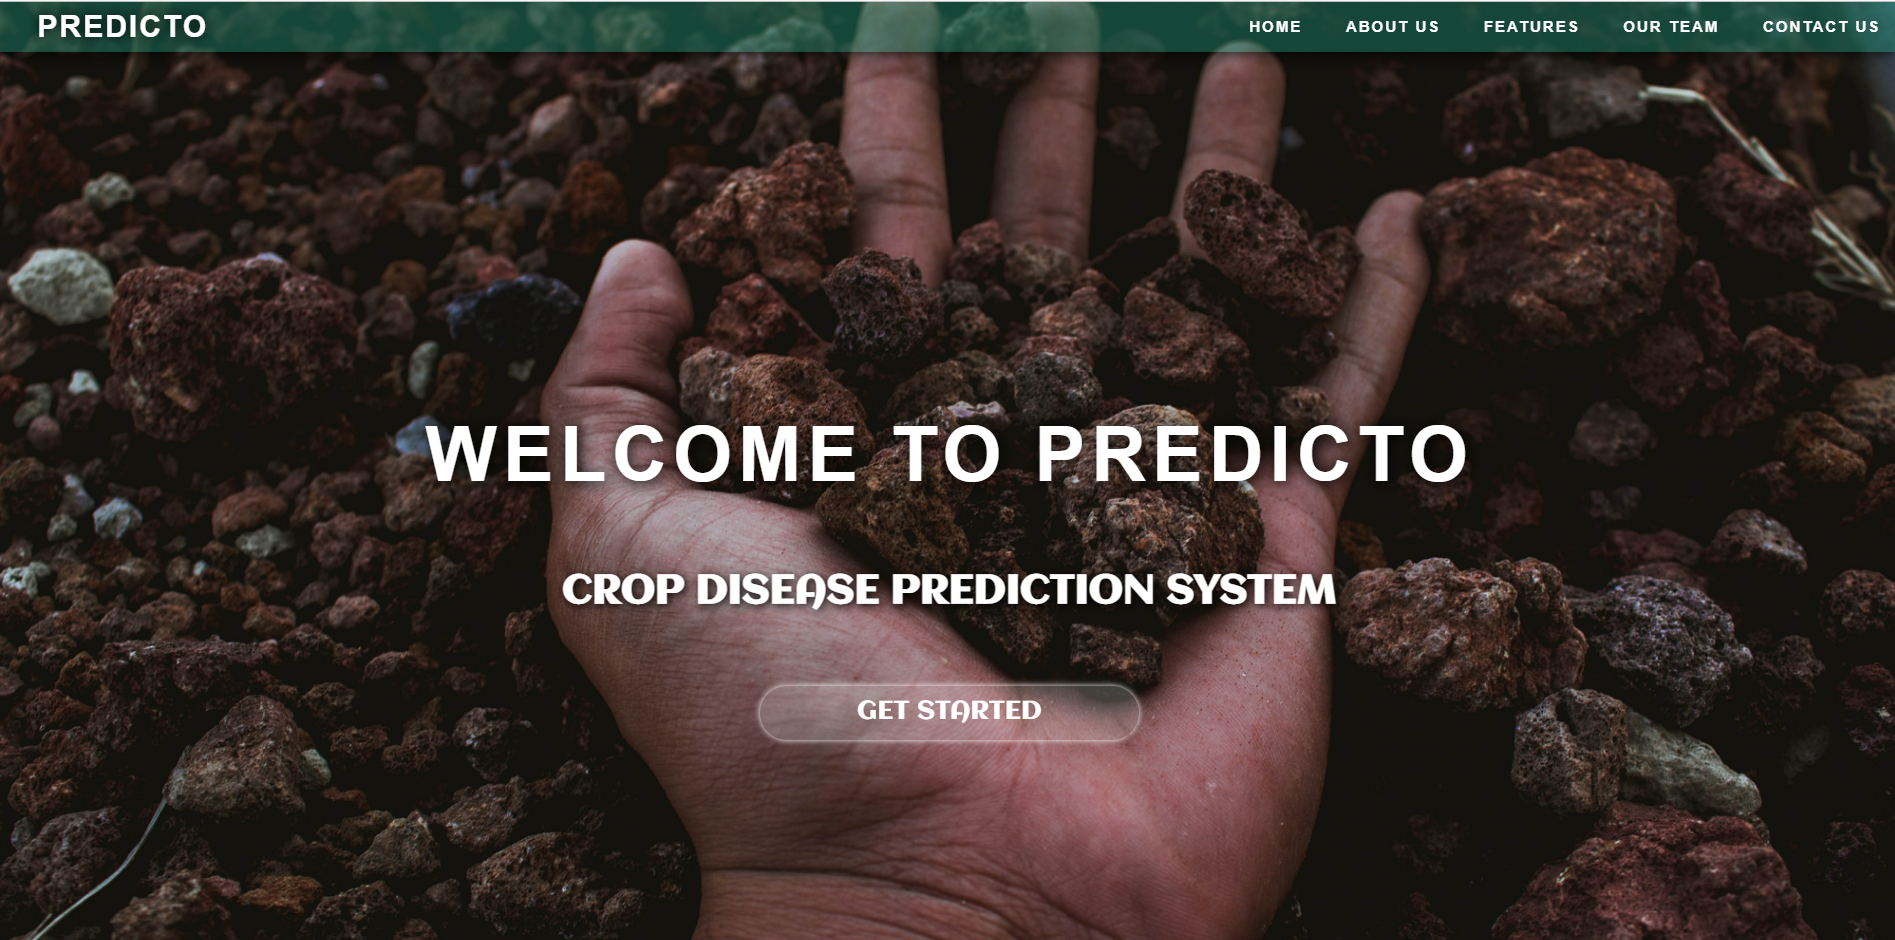 PREDICTO
HOME ABOUT US FEATURES OUR TEAM CONTACT US
WELCOME TO PREDICTO
CROP DISEASE PREDICTION SYSTEM
GET STARTED